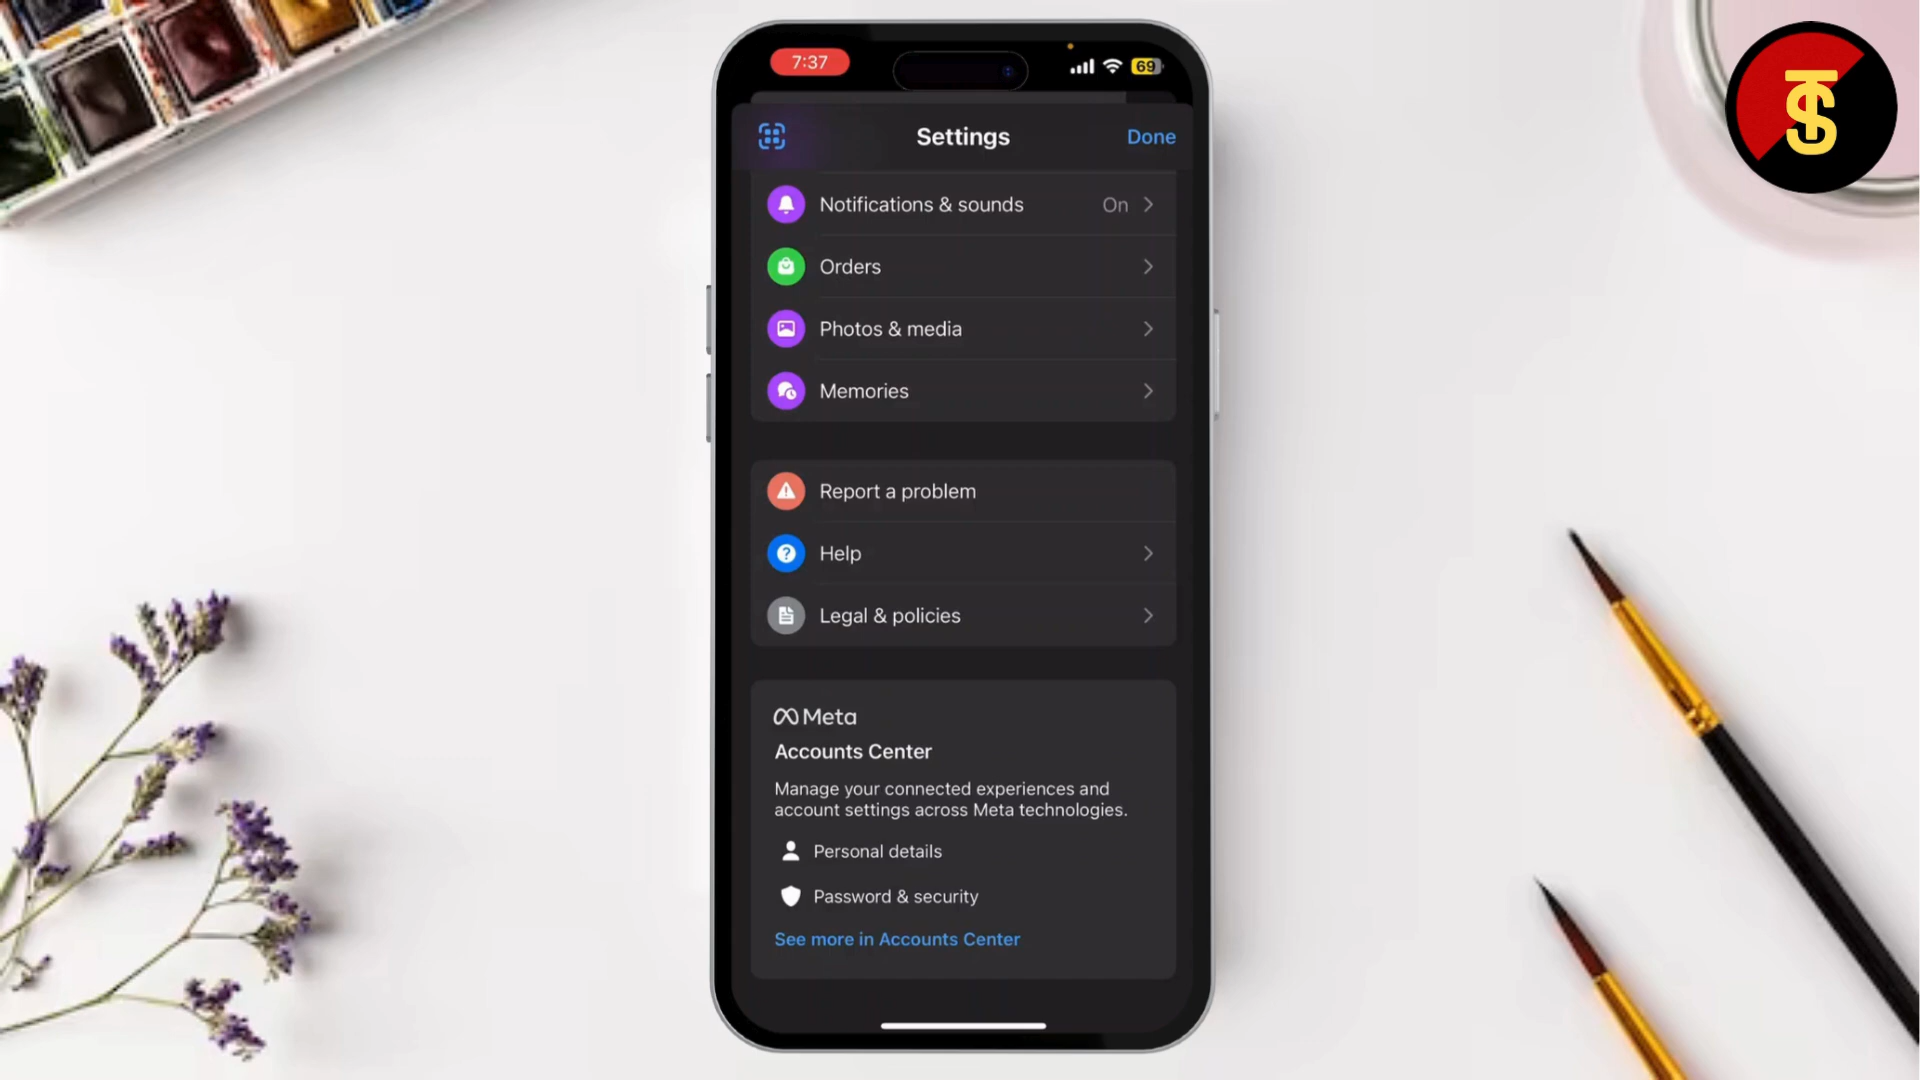 7:37
69
Settings
Done
Notifications & sounds
On
Orders
Photos & media
Memories
Report a problem
Help
Legal & policies
Meta
Accounts Center
Manage your connected experiences and
account settings across Meta technologies.
Personal details
Password & security
See more in Accounts Center